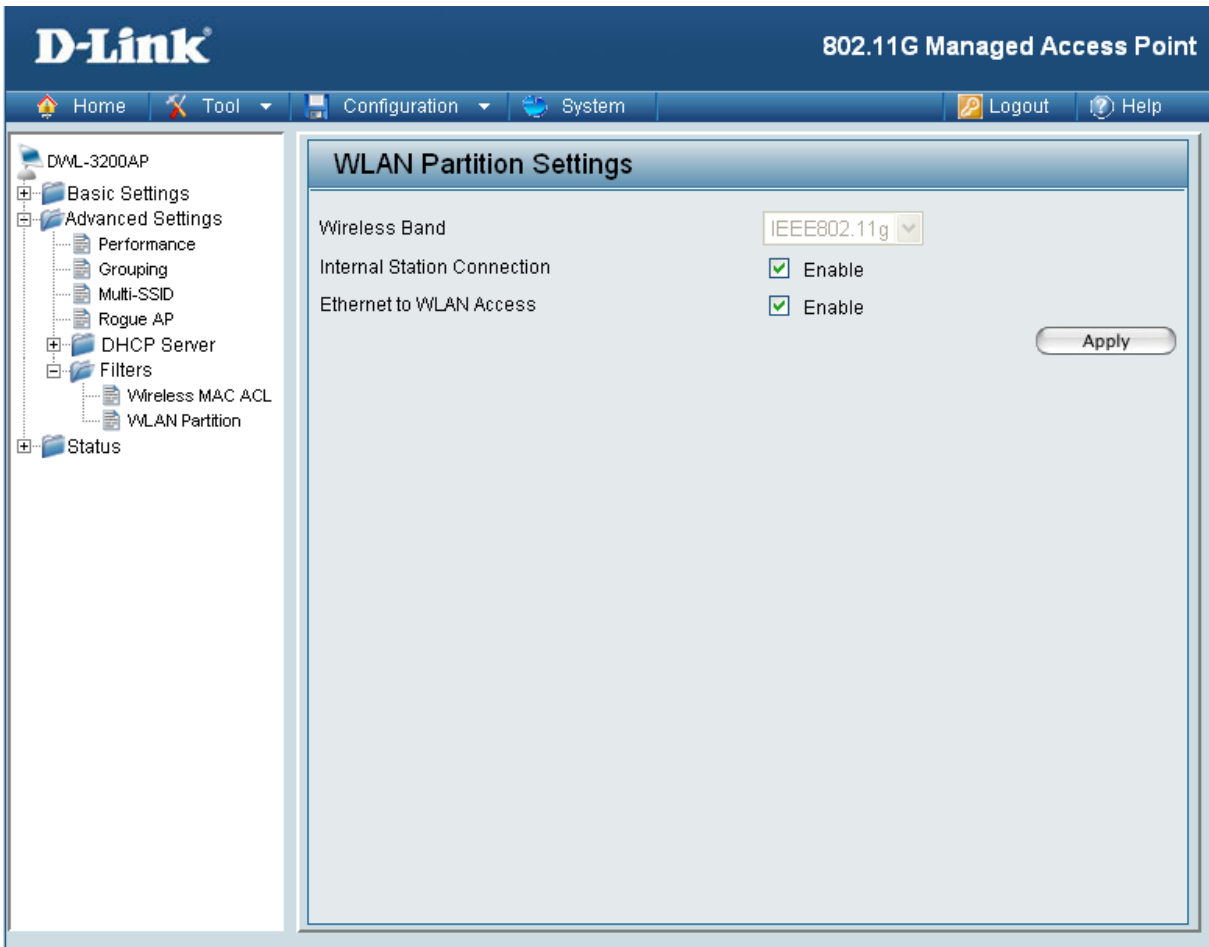 D-Link
802.11G Managed Access Point
Home Tool Configuration System Logout Help
DWL-3200AP
Basic Settings
Advanced Settings
Performance
Grouping
Multi-SSID
Rogue AP
DHCP Server
Filters
Wireless MAC ACL
WLAN Partition
Status
WLAN Partition Settings
Wireless Band IEEE802.11g
Internal Station Connection Enable
Ethernet to WLAN Access Enable
Apply